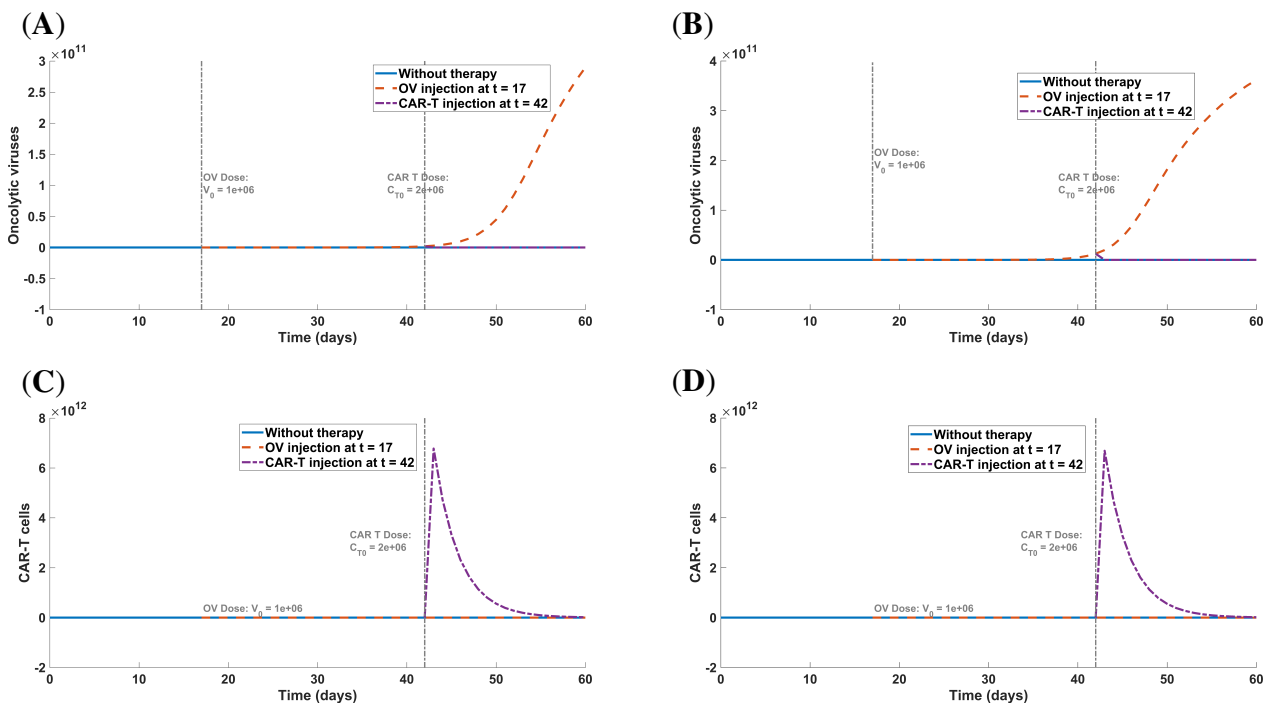 (A)
×10^11
3
2.5
2
1.5
1
0.5
0
-0.5
-1
Oncolytic viruses
Without therapy
OV injection at t = 17
CAR-T injection at t = 42
OV Dose:
V_0 = 1e+06
CAR T Dose:
C_T0 = 2e+06
0 10 20 30 40 50 60
Time (days)
(B)
×10^11
4
3
2
1
0
-1
Oncolytic viruses
Without therapy
OV injection at t = 17
CAR-T injection at t = 42
OV Dose:
V_0 = 1e+06
CAR T Dose:
C_T0 = 2e+06
0 10 20 30 40 50 60
Time (days)
(C)
×10^12
8
6
4
2
0
-2
CAR-T cells
Without therapy
OV injection at t = 17
CAR-T injection at t = 42
CAR T Dose:
C_T0 = 2e+06
OV Dose: V_0 = 1e+06
0 10 20 30 40 50 60
Time (days)
(D)
×10^12
8
6
4
2
0
-2
CAR-T cells
Without therapy
OV injection at t = 17
CAR-T injection at t = 42
CAR T Dose:
C_T0 = 2e+06
OV Dose: V_0 = 1e+06
0 10 20 30 40 50 60
Time (days)